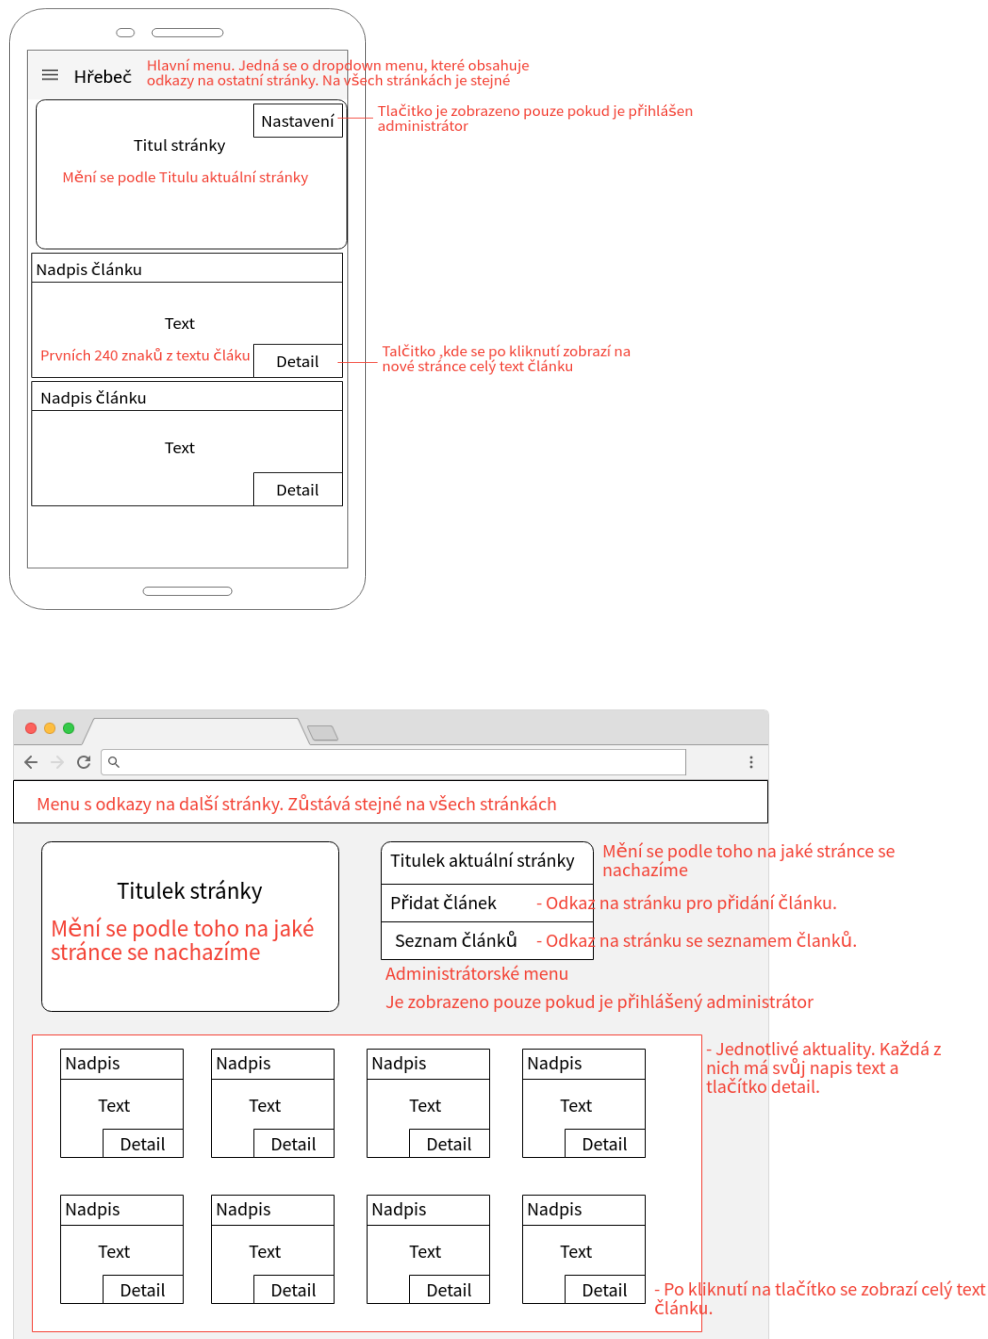 Hřebeč
Hlavní menu. Jedná se o dropdown menu, které obsahuje
odkazy na ostatní stránky. Na všech stránkách je stejné
Nastavení
Tlačitko je zobrazeno pouze pokud je přihlášen
administrátor
Titul stránky
Mění se podle Titulu aktuální stránky
Nadpis článku
Text
Prvních 240 znaků z textu čláku
Detail
Talčitko ,kde se po kliknutí zobrazí na
nové stránce celý text článku
Nadpis článku
Text
Detail
Menu s odkazy na další stránky. Zůstává stejné na všech stránkách
Titulek stránky
Mění se podle toho na jaké
stránce se nachazíme
Titulek aktuální stránky
Mění se podle toho na jaké stránce se
nachazíme
Přidat článek
- Odkaz na stránku pro přidání článku.
Seznam článků
- Odkaz na stránku se seznamem članků.
Administrátorské menu
Je zobrazeno pouze pokud je přihlášený administrátor
- Jednotlivé aktuality. Každá z
nich má svůj napis text a
tlačítko detail.
Nadpis Nadpis Nadpis Nadpis
Text Text Text Text
Detail Detail Detail Detail
Nadpis Nadpis Nadpis Nadpis
Text Text Text Text
Detail Detail Detail Detail
- Po kliknutí na tlačítko se zobrazí celý text
článku.